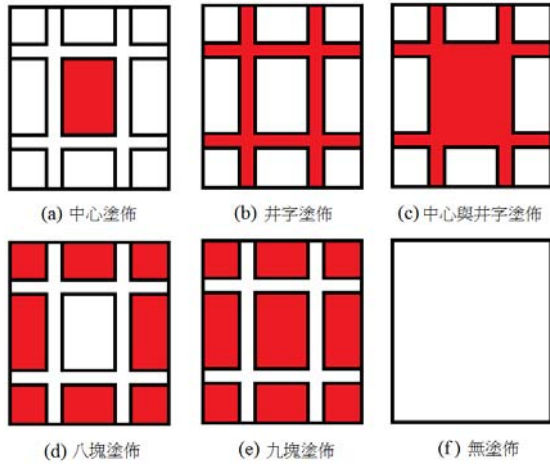 (a) 中心塗佈
(b) 井字塗佈
(c) 中心與井字塗佈
(d) 八塊塗佈
(e) 九塊塗佈
(f) 無塗佈